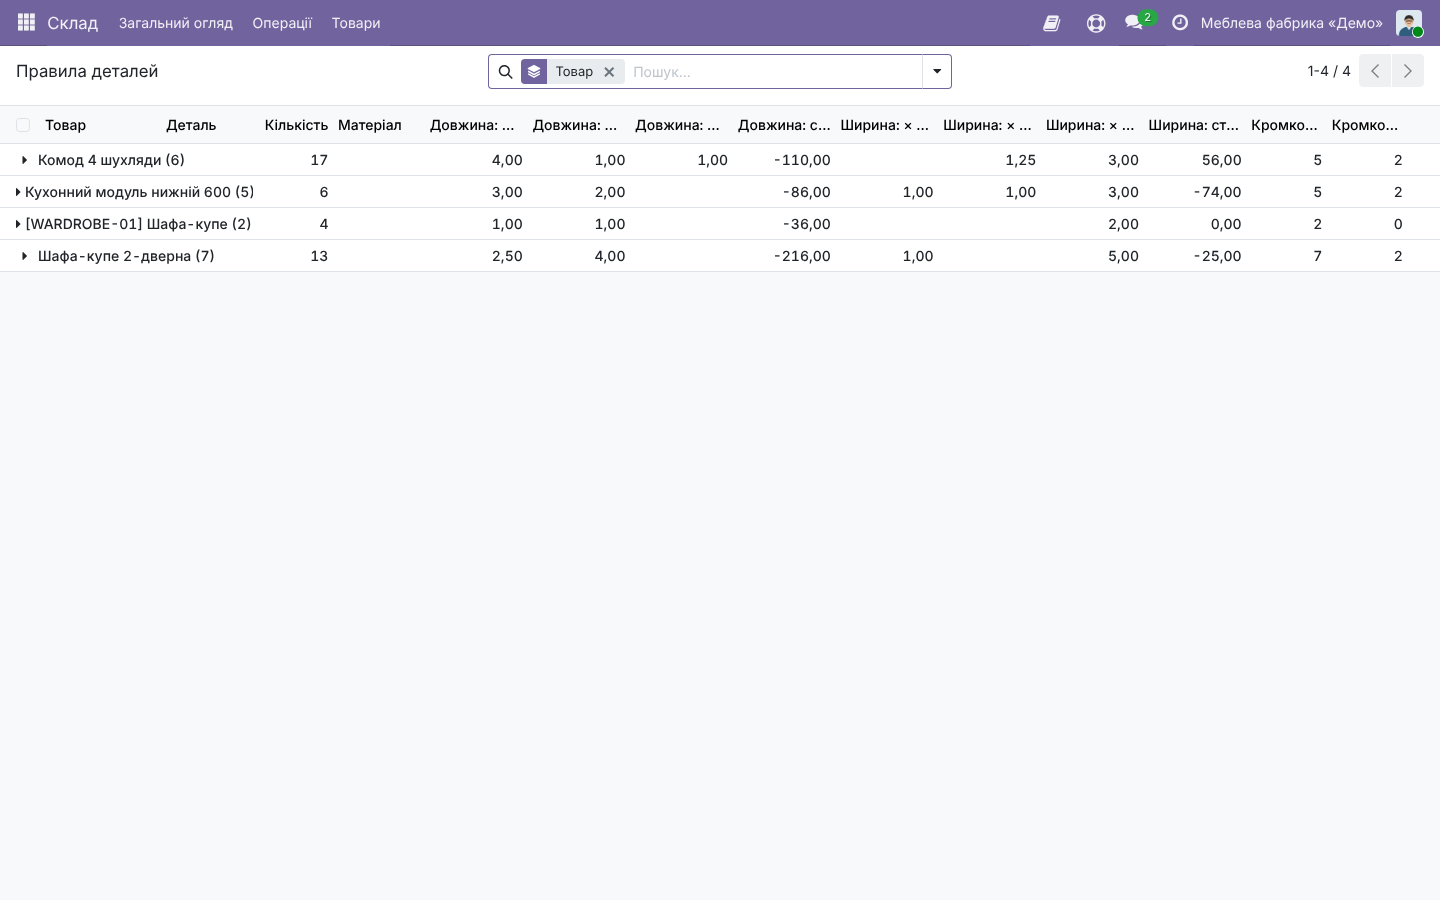 Склад Загальний огляд Операції Товари 2 Меблева фабрика «Демо»
Правила деталей Товар Пошук... 1-4 / 4
Товар Деталь Кількість Матеріал Довжина: ... Довжина: ... Довжина: ... Довжина: с... Ширина: × ... Ширина: × ... Ширина: × ... Ширина: ст... Кромко... Кромко...
Комод 4 шухляди (6) 17 4,00 1,00 1,00 -110,00 1,25 3,00 56,00 5 2
Кухонний модуль нижній 600 (5) 6 3,00 2,00 -86,00 1,00 1,00 3,00 -74,00 5 2
[WARDROBE-01] Шафа-купе (2) 4 1,00 1,00 -36,00 2,00 0,00 2 0
Шафа-купе 2-дверна (7) 13 2,50 4,00 -216,00 1,00 5,00 -25,00 7 2